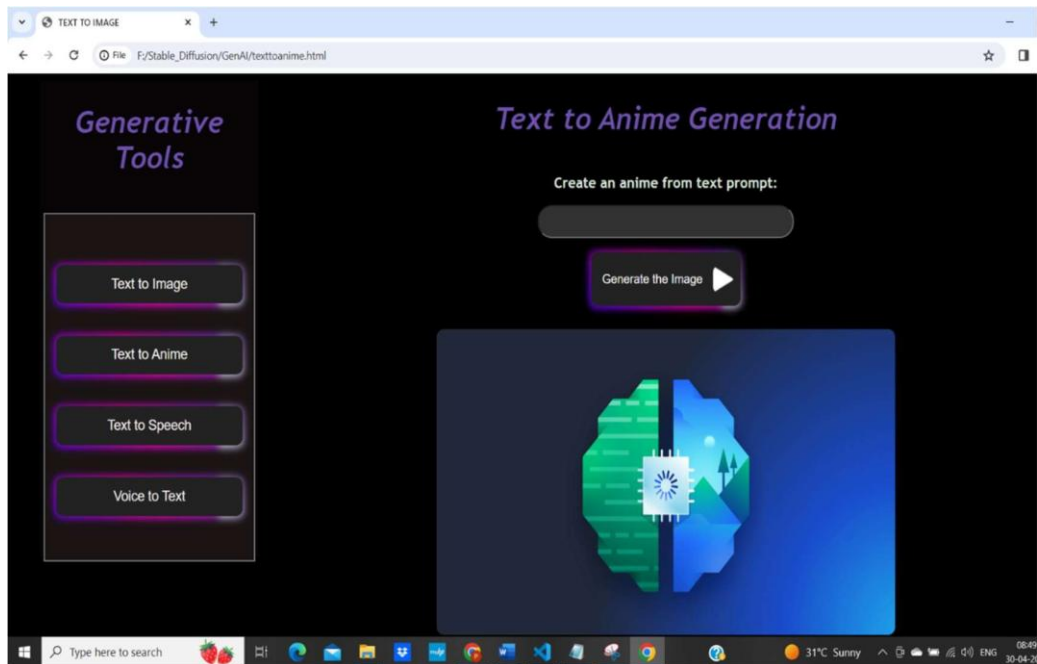 TEXT TO IMAGE
File F:/Stable_Diffusion/GenAI/texttoanime.html
Generative
Tools
Text to Image
Text to Anime
Text to Speech
Voice to Text
Text to Anime Generation
Create an anime from text prompt:
Generate the Image
Type here to search
31°C Sunny
ENG
08:49